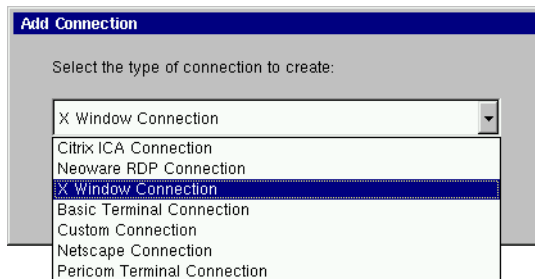 Add Connection
Select the type of connection to create:
X Window Connection
Citrix ICA Connection
Neoware RDP Connection
X Window Connection
Basic Terminal Connection
Custom Connection
Netscape Connection
Pericom Terminal Connection